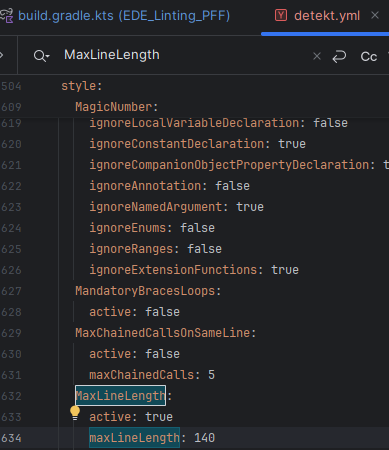 build.gradle.kts (EDE_Linting_PFF)
detekt.yml
MaxLineLength
Cc
504 style:
609 MagicNumber:
619 ignoreLocalVariableDeclaration: false
620 ignoreConstantDeclaration: true
621 ignoreCompanionObjectPropertyDeclaration: t
622 ignoreAnnotation: false
623 ignoreNamedArgument: true
624 ignoreEnums: false
625 ignoreRanges: false
626 ignoreExtensionFunctions: true
627 MandatoryBracesLoops:
628 active: false
629 MaxChainedCallsOnSameLine:
630 active: false
631 maxChainedCalls: 5
632 MaxLineLength:
633 active: true
634 maxLineLength: 140